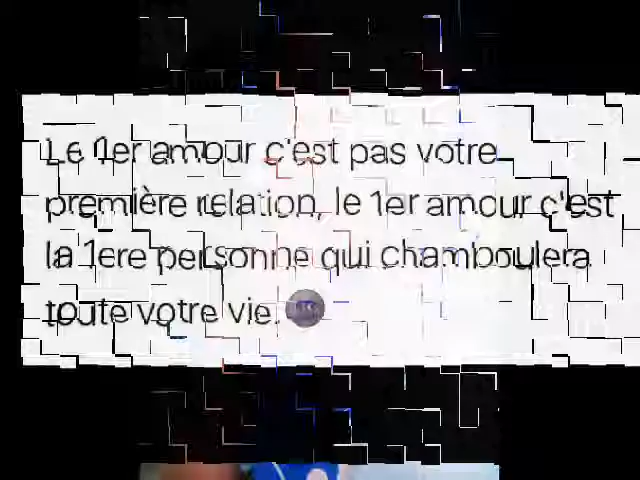 Le 1er amour c'est pas votre
première relation, le 1er amour c'est
la 1ere personne qui chamboulera
toute votre vie.